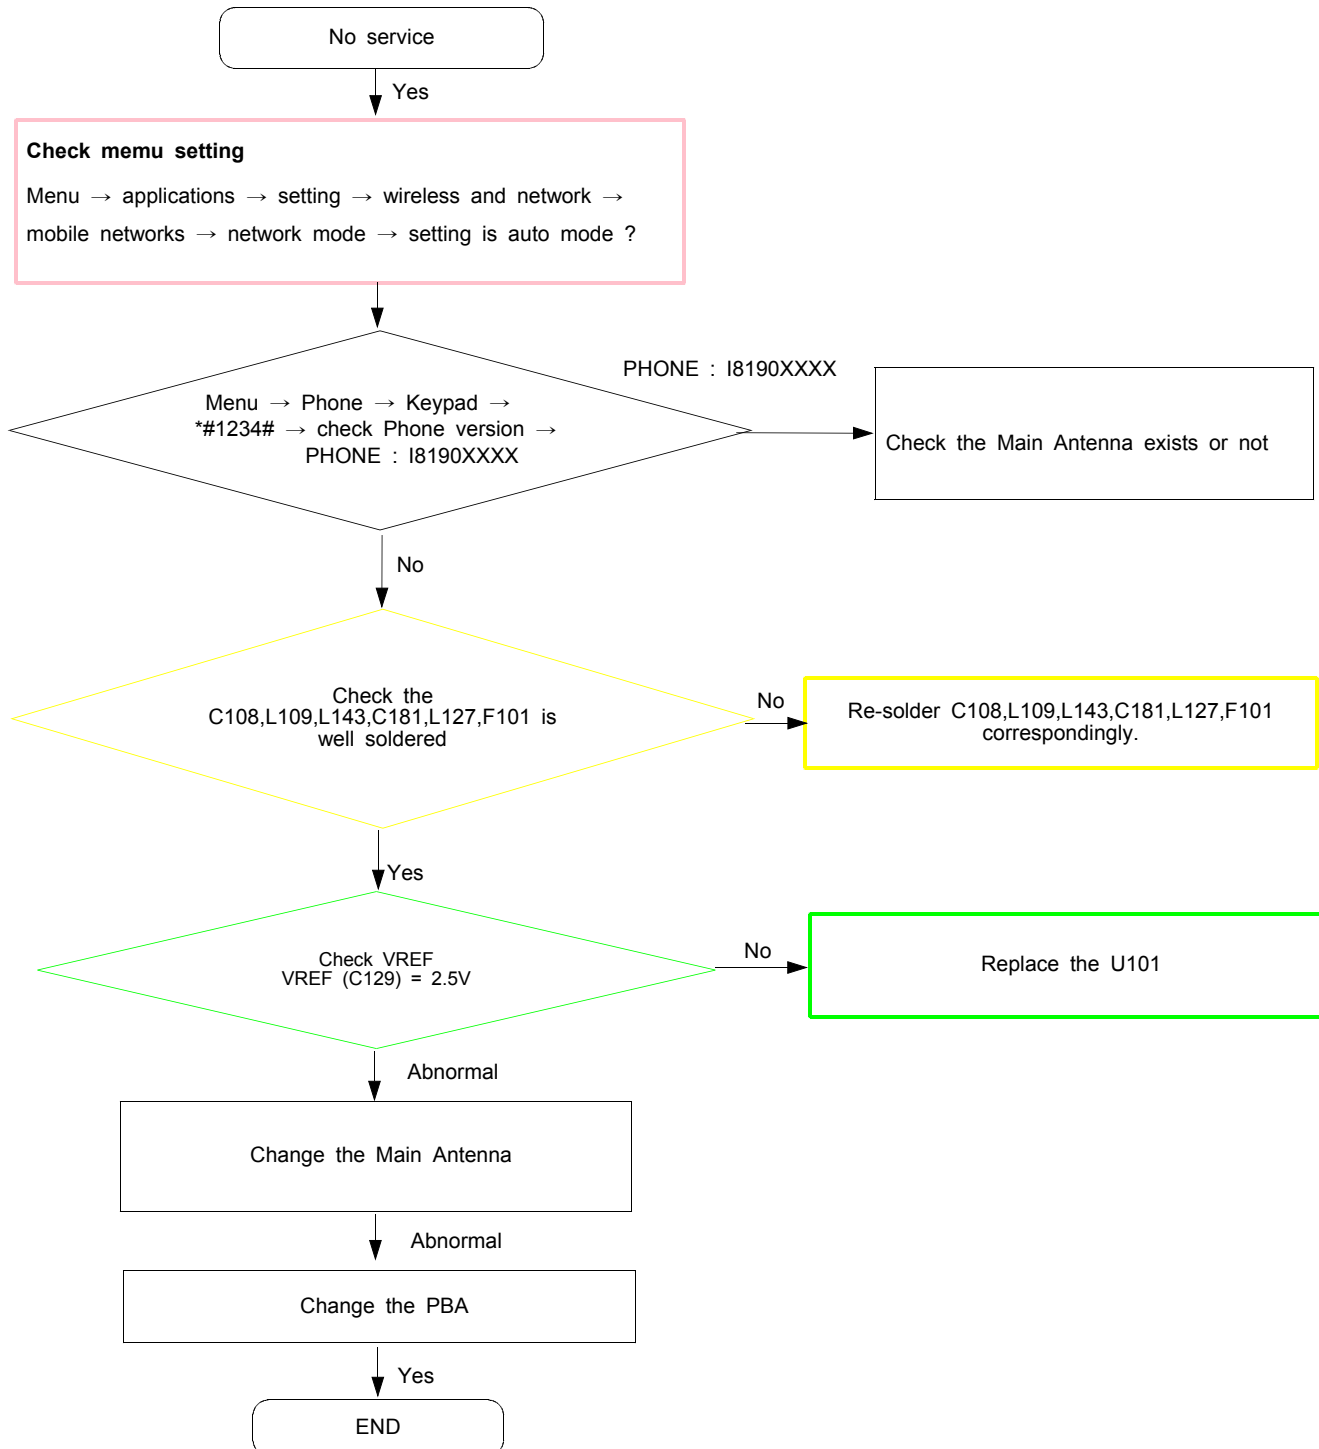 No service
Yes
Check memu setting
Menu → applications → setting → wireless and network →
mobile networks → network mode → setting is auto mode ?
PHONE : I8190XXXX
Menu → Phone → Keypad →
*#1234# → check Phone version →
PHONE : I8190XXXX
Check the Main Antenna exists or not
No
Check the
C108,L109,L143,C181,L127,F101 is
well soldered
No
Re-solder C108,L109,L143,C181,L127,F101
correspondingly.
Yes
Check VREF
VREF (C129) = 2.5V
No
Replace the U101
Abnormal
Change the Main Antenna
Abnormal
Change the PBA
Yes
END